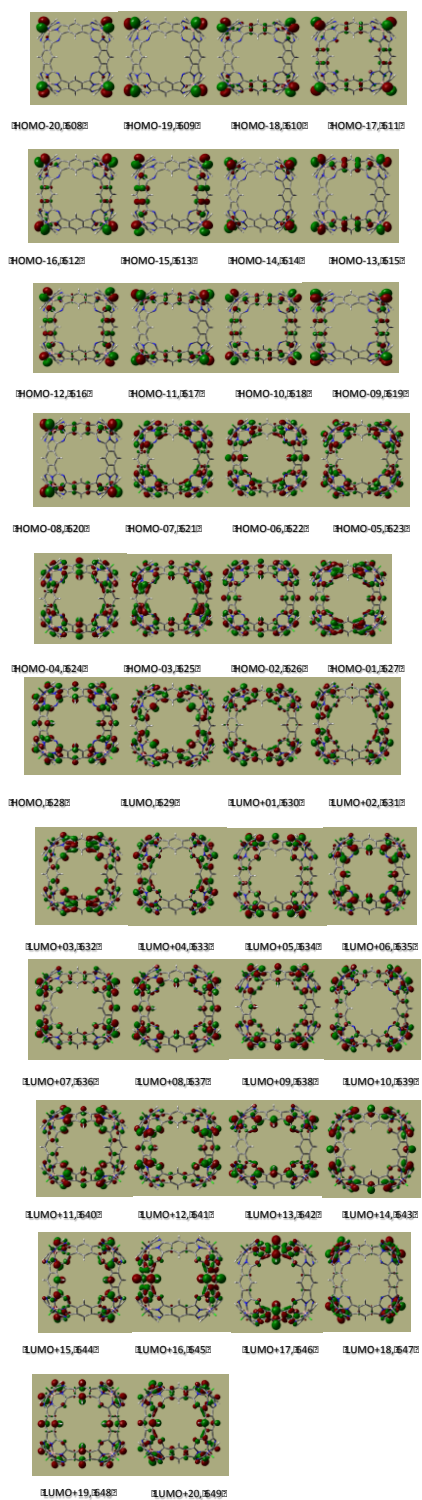 HOMO-20, 608 HOMO-19, 609 HOMO-18, 610 HOMO-17, 611
HOMO-16, 612 HOMO-15, 613 HOMO-14, 614 HOMO-13, 615
HOMO-12, 616 HOMO-11, 617 HOMO-10, 618 HOMO-09, 619
HOMO-08, 620 HOMO-07, 621 HOMO-06, 622 HOMO-05, 623
HOMO-04, 624 HOMO-03, 625 HOMO-02, 626 HOMO-01, 627
HOMO, 628 LUMO, 629 LUMO+01, 630 LUMO+02, 631
LUMO+03, 632 LUMO+04, 633 LUMO+05, 634 LUMO+06, 635
LUMO+07, 636 LUMO+08, 637 LUMO+09, 638 LUMO+10, 639
LUMO+11, 640 LUMO+12, 641 LUMO+13, 642 LUMO+14, 643
LUMO+15, 644 LUMO+16, 645 LUMO+17, 646 LUMO+18, 647
LUMO+19, 648 LUMO+20, 649